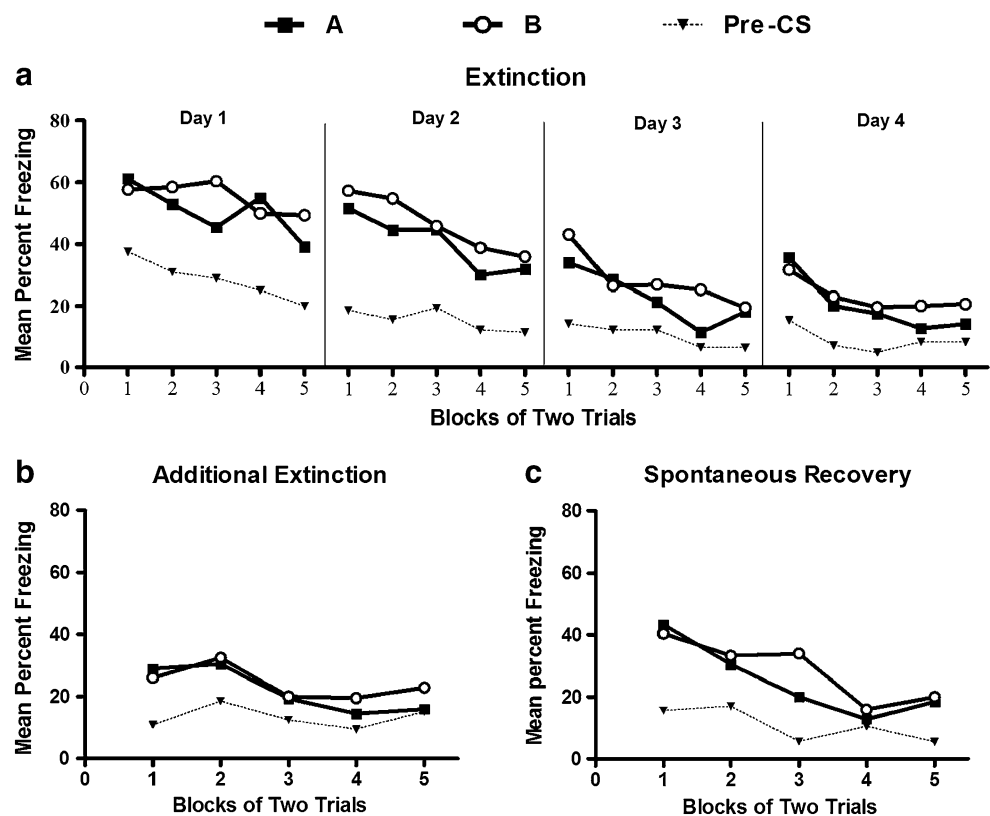 A B Pre-CS
a Extinction
Day 1 Day 2 Day 3 Day 4
Mean Percent Freezing
80
60
40
20
0
0 1 2 3 4 5 1 2 3 4 5 1 2 3 4 5 1 2 3 4 5
Blocks of Two Trials
b Additional Extinction
Mean Percent Freezing
80
60
40
20
0
0 1 2 3 4 5
Blocks of Two Trials
c Spontaneous Recovery
Mean percent Freezing
80
60
40
20
0
0 1 2 3 4 5
Blocks of Two Trials